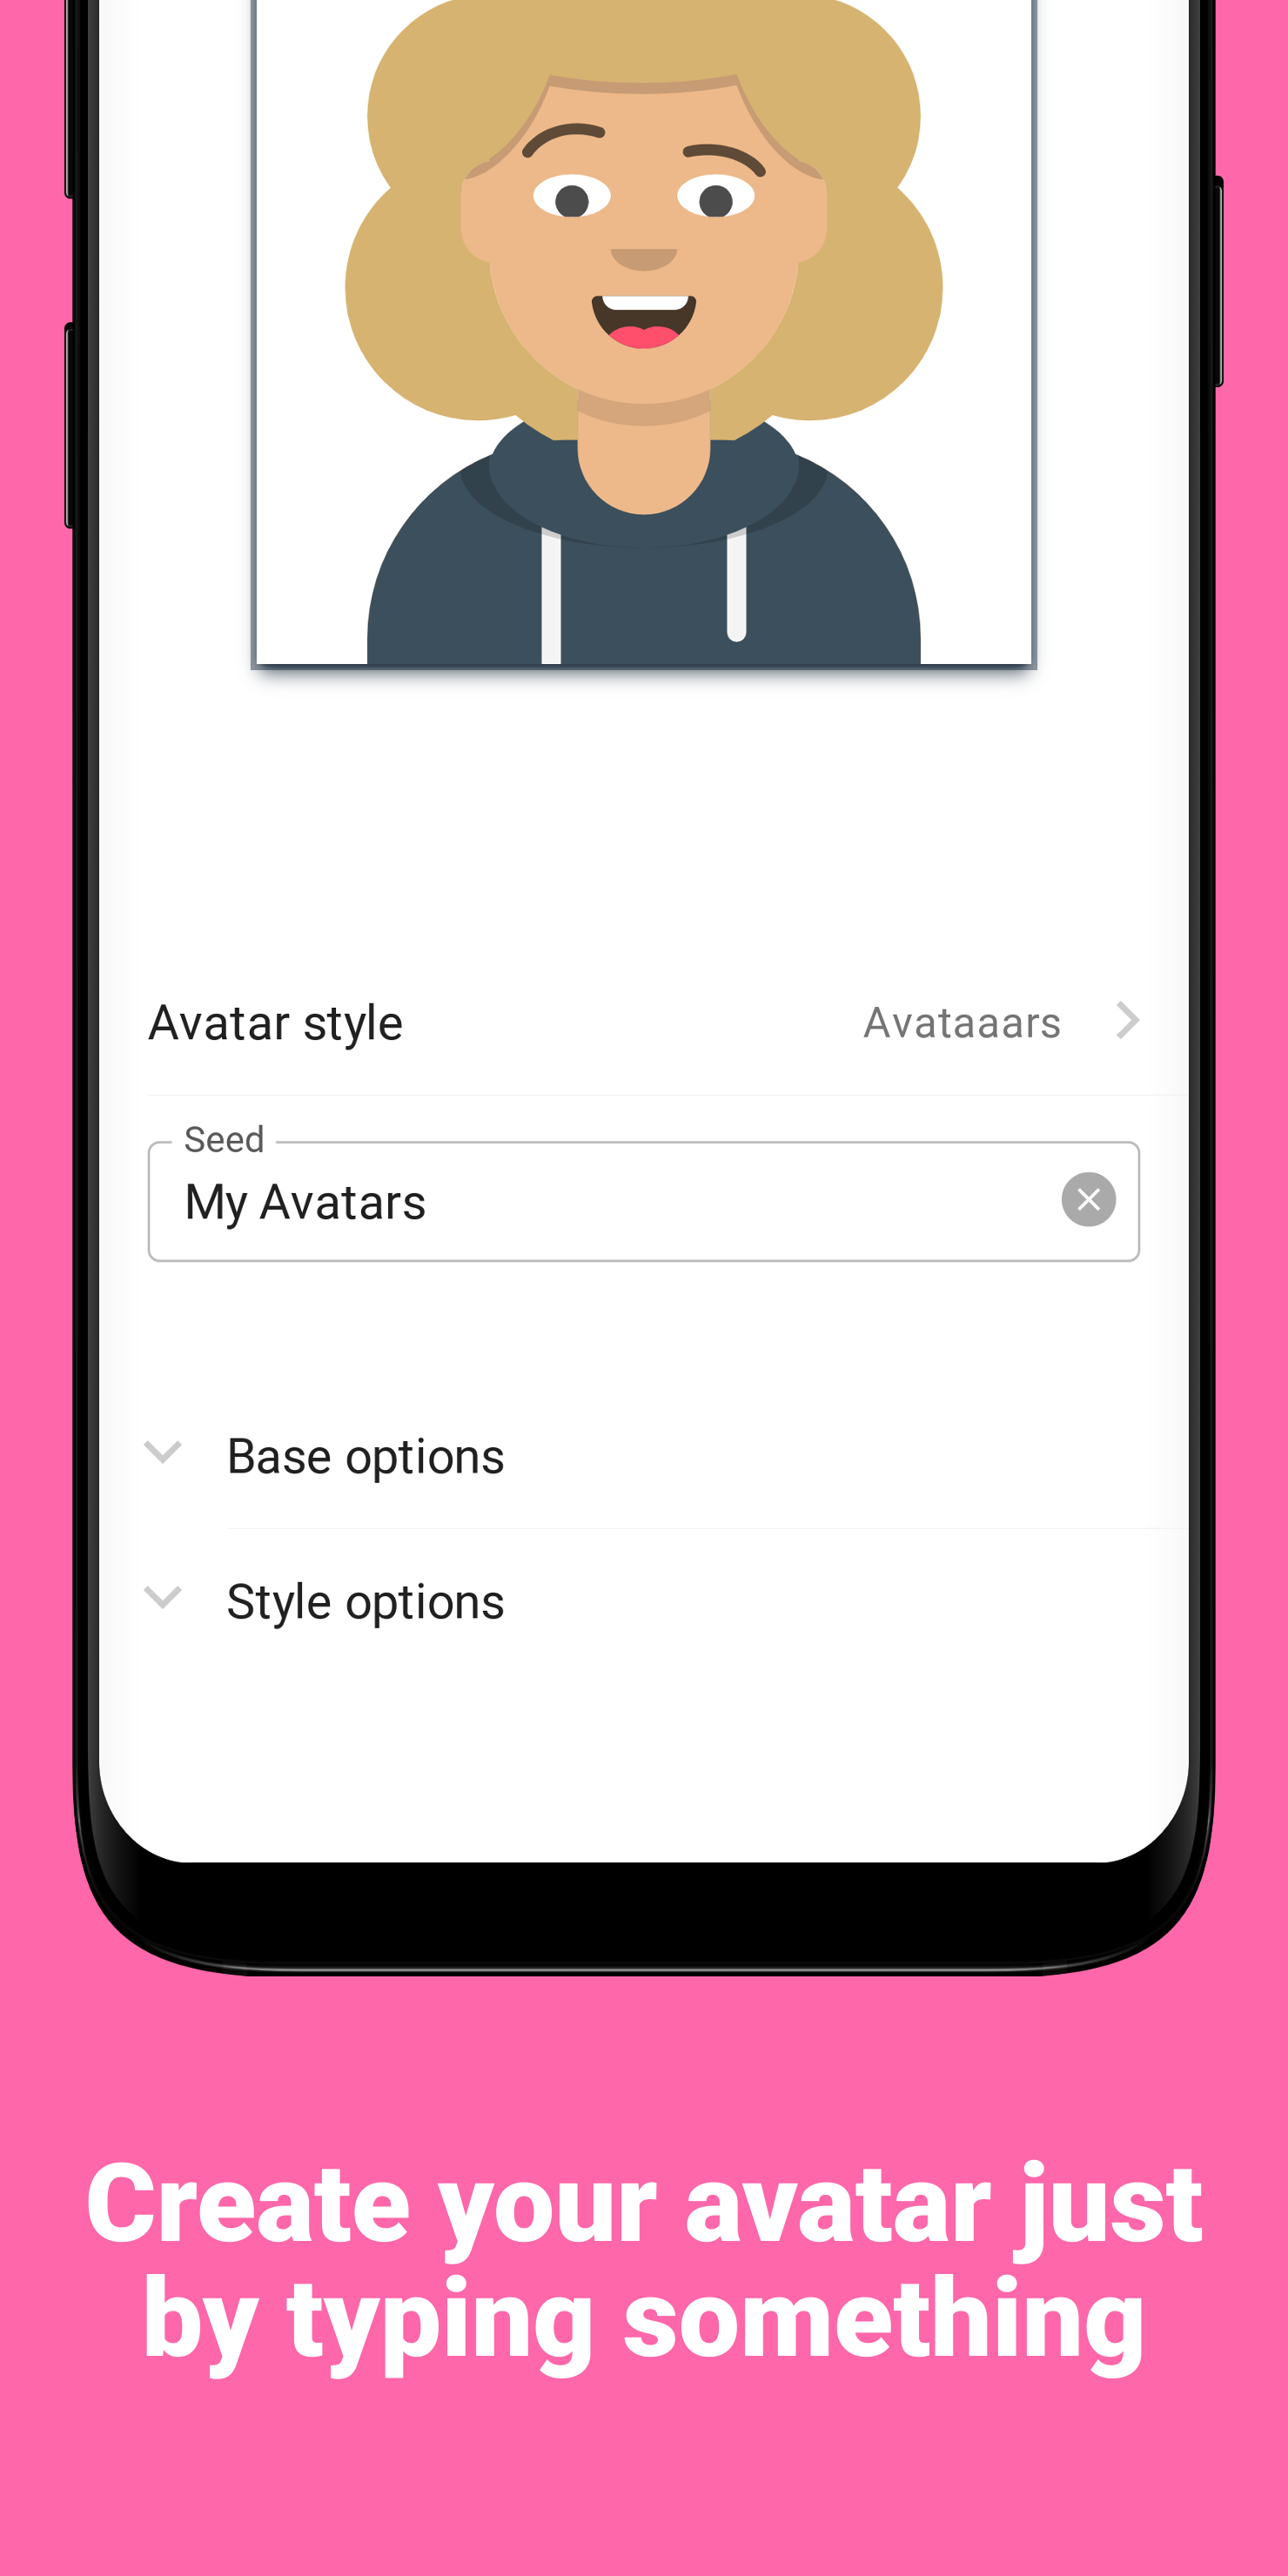 Avatar style
Avataaars
Seed
My Avatars
Base options
Style options
Create your avatar just
by typing something